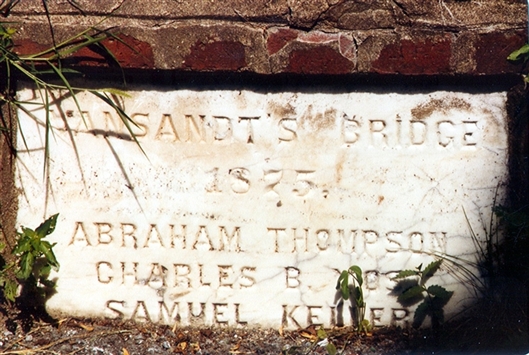 VANSANDT'S BRIDGE
1875.
ABRAHAM THOMPSON
CHARLES B
SAMUEL